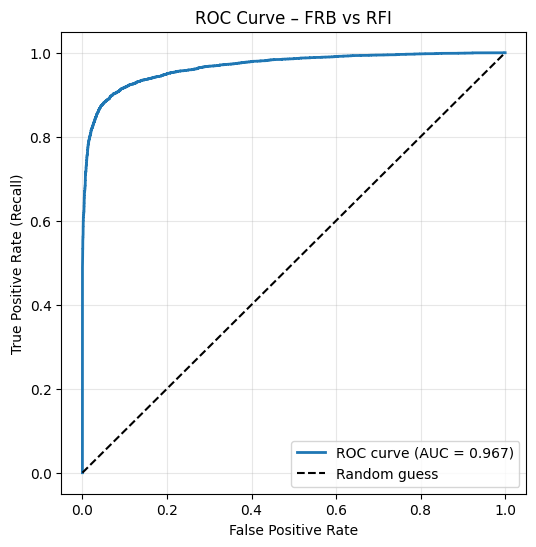 ROC Curve – FRB vs RFI
True Positive Rate (Recall)
1.0
0.8
0.6
0.4
0.2
0.0
ROC curve (AUC = 0.967)
Random guess
0.0 0.2 0.4 0.6 0.8 1.0
False Positive Rate